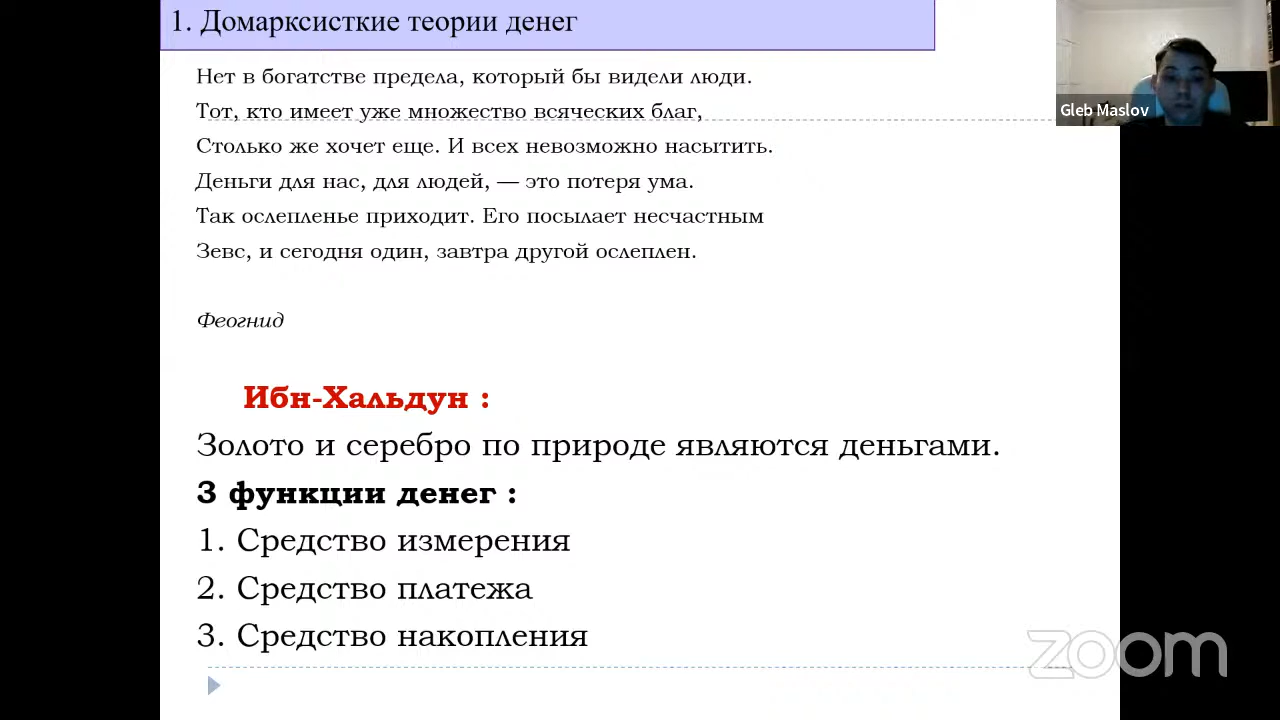 1. Домарксисткие теории денег
Нет в богатстве предела, который бы видели люди.
Тот, кто имеет уже множество всяческих благ,
Столько же хочет еще. И всех невозможно насытить.
Деньги для нас, для людей, — это потеря ума.
Так ослепленье приходит. Его посылает несчастным
Зевс, и сегодня один, завтра другой ослеплен.
Феогнид
Ибн-Хальдун :
Золото и серебро по природе являются деньгами.
3 функции денег :
1. Средство измерения
2. Средство платежа
3. Средство накопления
Gleb Maslov
zoom